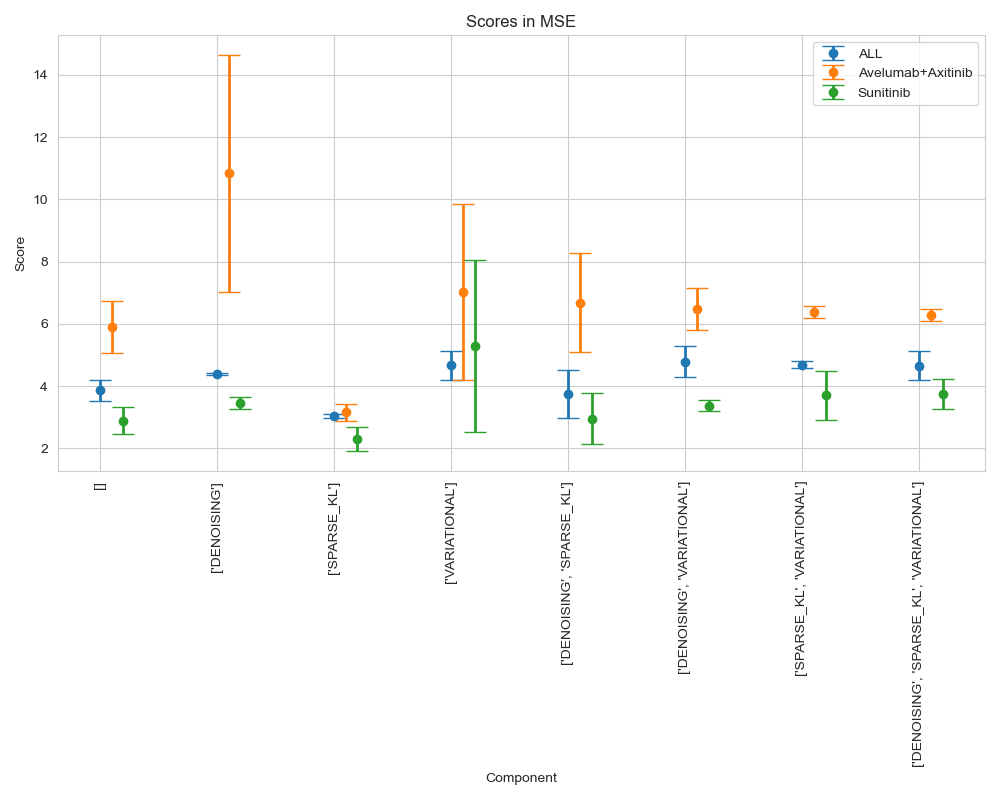 Scores in MSE
ALL
Avelumab+Axitinib
Sunitinib
14
12
10
8
6
4
2
Score
[]
['DENOISING']
['SPARSE_KL']
['VARIATIONAL']
['DENOISING', 'SPARSE_KL']
['DENOISING', 'VARIATIONAL']
['SPARSE_KL', 'VARIATIONAL']
['DENOISING', 'SPARSE_KL', 'VARIATIONAL']
Component